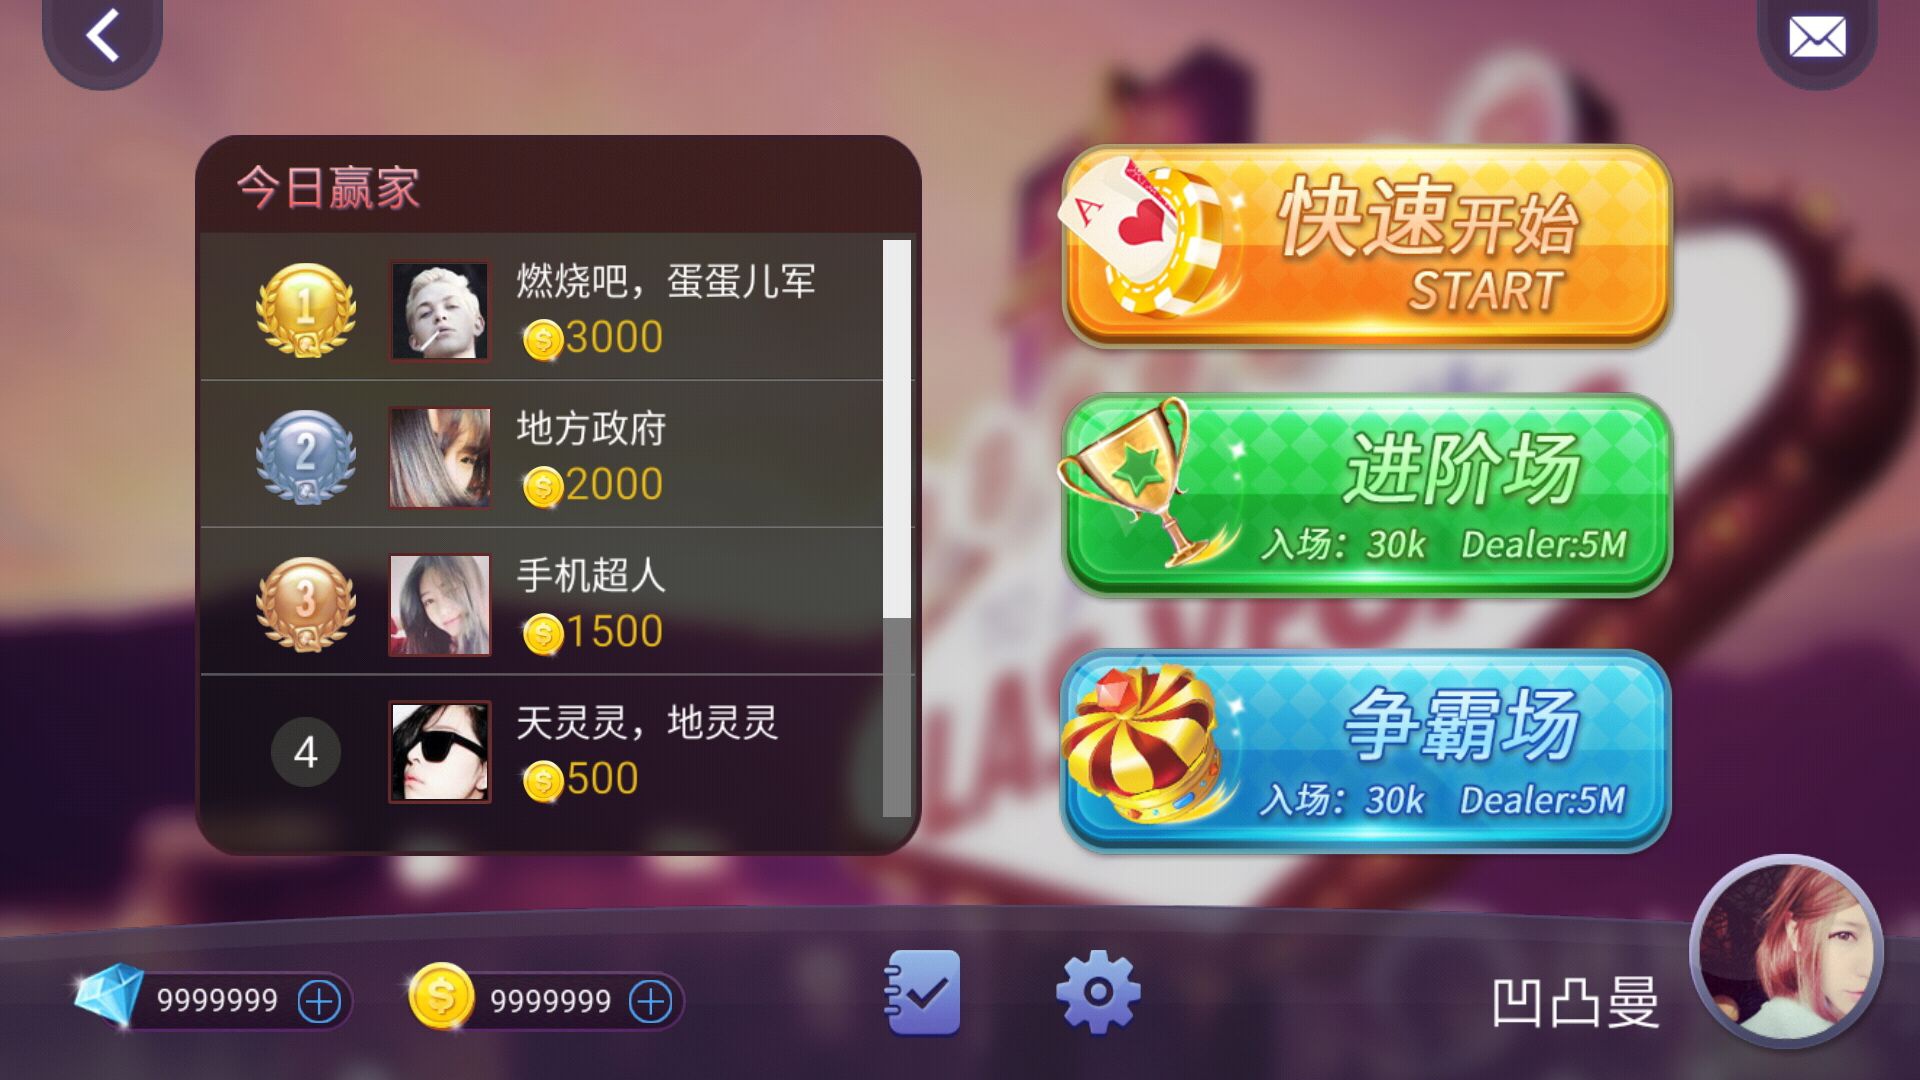 今日赢家
1
燃烧吧，蛋蛋儿军
3000
2
地方政府
2000
3
手机超人
1500
4
天灵灵，地灵灵
500
A
快速开始
START
进阶场
入场：30k Dealer:5M
争霸场
入场：30k Dealer:5M
9999999
9999999
凹凸曼